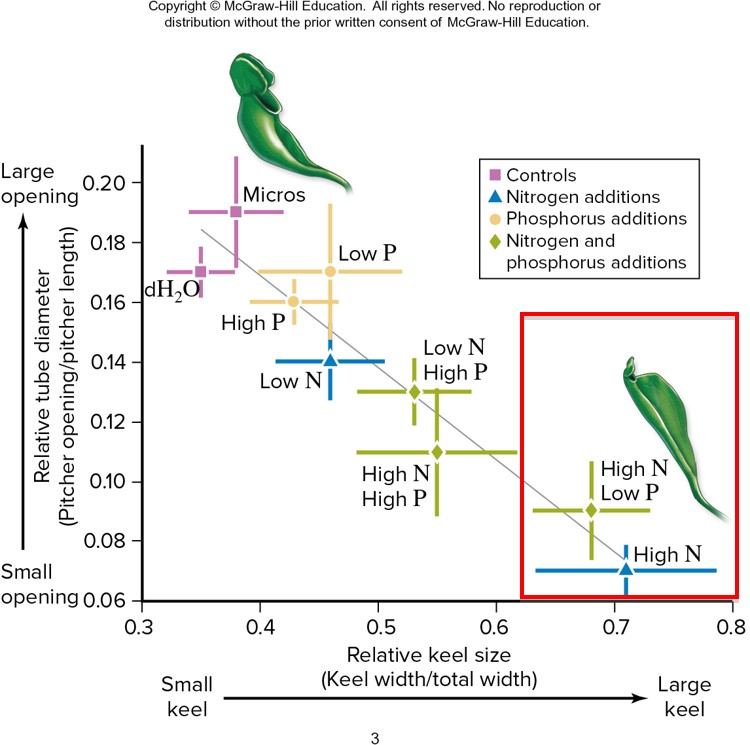 Copyright © McGraw-Hill Education. All rights reserved. No reproduction or
distribution without the prior written consent of McGraw-Hill Education.
Large
opening
Small
opening
Relative tube diameter
(Pitcher opening/pitcher length)
0.20
0.18
0.16
0.14
0.12
0.10
0.08
0.06
Micros
dH₂O
Low P
High P
Low N
Low N
High P
High N
High P
High N
Low P
High N
Controls
Nitrogen additions
Phosphorus additions
Nitrogen and
phosphorus additions
0.3 0.4 0.5 0.6 0.7 0.8
Relative keel size
(Keel width/total width)
Small
keel
Large
keel
3